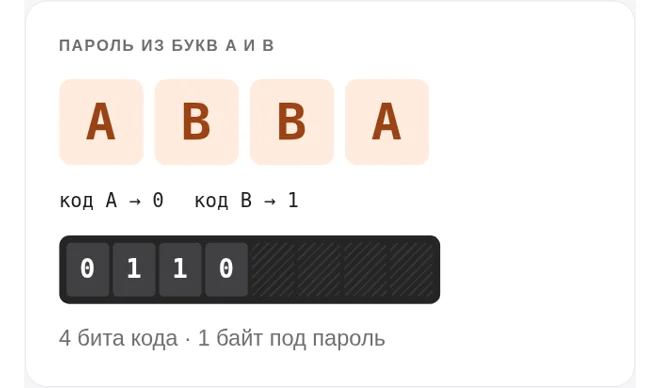 ПАРОЛЬ ИЗ БУКВ A И B
A B B A
код A → 0 код B → 1
0 1 1 0
4 бита кода · 1 байт под пароль